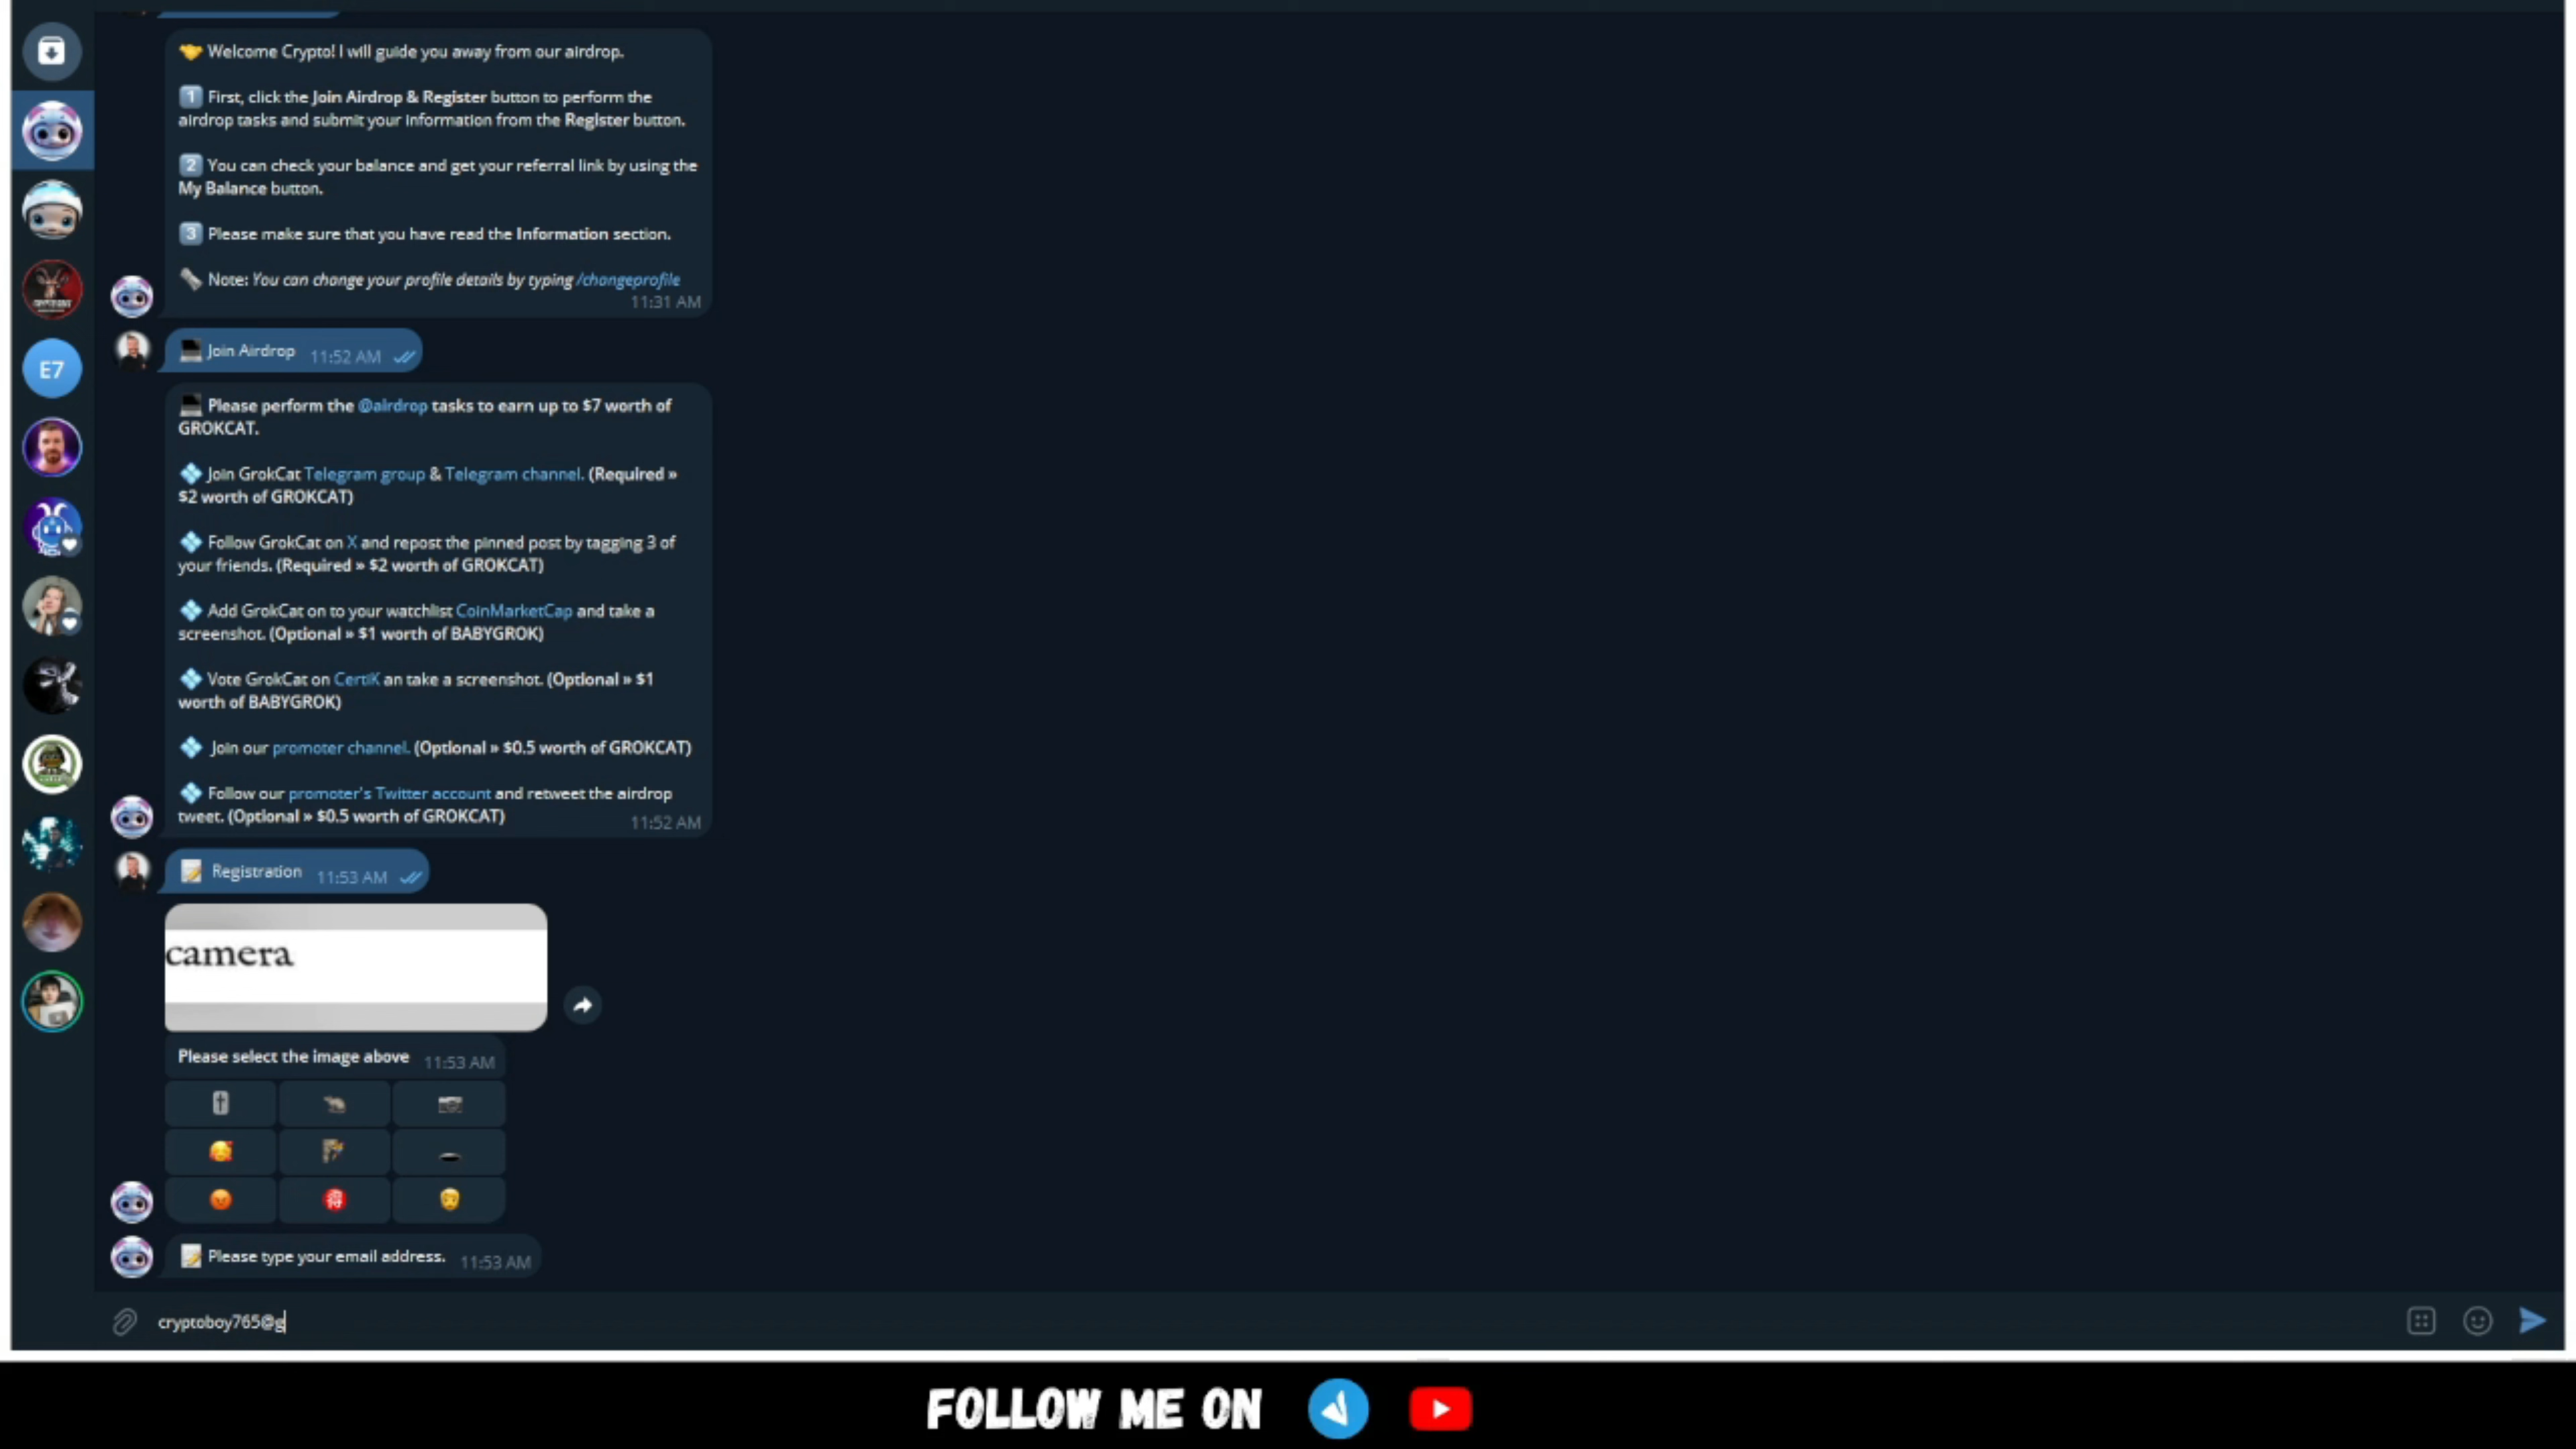 🤝 Welcome Crypto! I will guide you away from our airdrop.
1 First, click the Join Airdrop & Register button to perform the
airdrop tasks and submit your information from the Register button.
2 You can check your balance and get your referral link by using the
My Balance button.
3 Please make sure that you have read the Information section.
Note: You can change your profile details by typing /changeprofile
11:31 AM
Join Airdrop 11:52 AM
Please perform the @airdrop tasks to earn up to $7 worth of
GROKCAT.
Join GrokCat Telegram group & Telegram channel. (Required »
$2 worth of GROKCAT)
Follow GrokCat on X and repost the pinned post by tagging 3 of
your friends. (Required » $2 worth of GROKCAT)
Add GrokCat on to your watchlist CoinMarketCap and take a
screenshot. (Optional » $1 worth of BABYGROK)
Vote GrokCat on CertiK an take a screenshot. (Optional » $1
worth of BABYGROK)
Join our promoter channel. (Optional » $0.5 worth of GROKCAT)
Follow our promoter's Twitter account and retweet the airdrop
tweet. (Optional » $0.5 worth of GROKCAT)
11:52 AM
Registration 11:53 AM
camera
Please select the image above 11:53 AM
得
Please type your email address. 11:53 AM
cryptoboy765@g
E7
FOLLOW ME ON